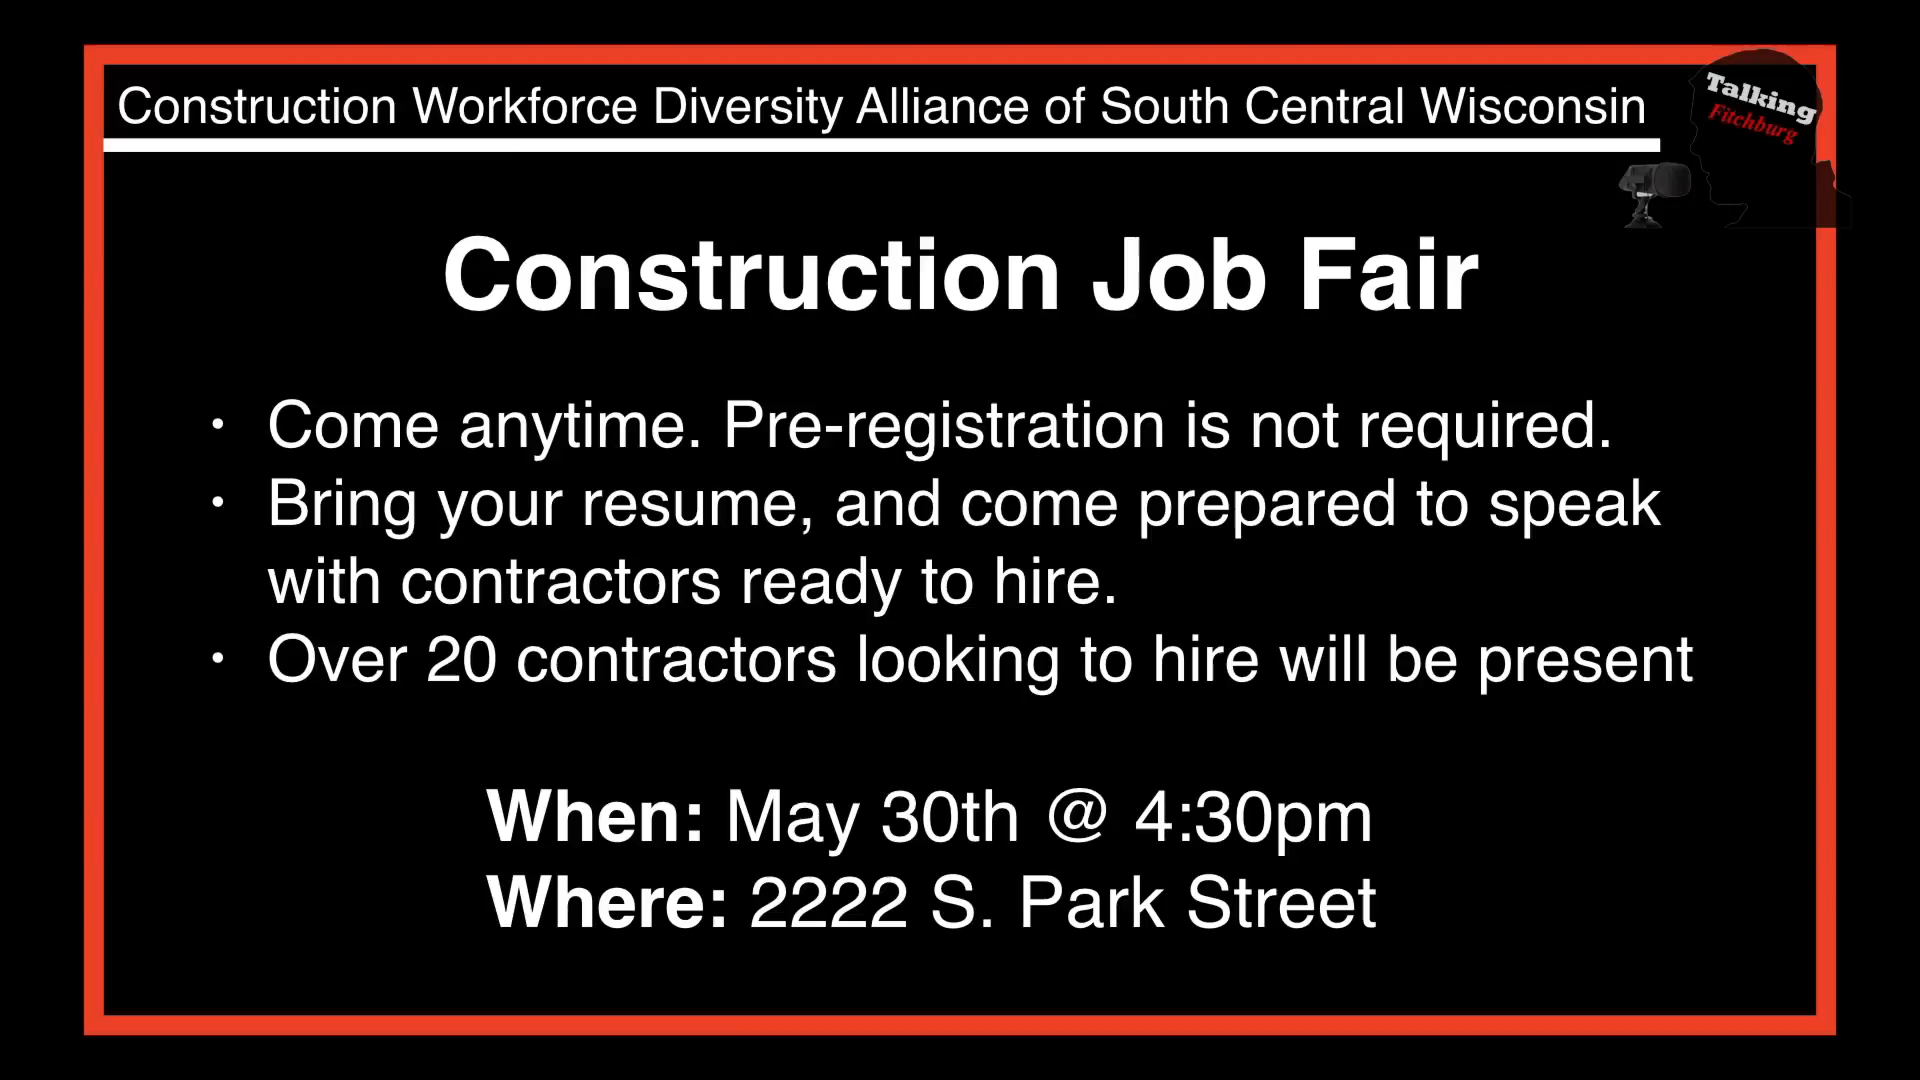 Construction Workforce Diversity Alliance of South Central Wisconsin
Talking
Fitchburg
Construction Job Fair
• Come anytime. Pre-registration is not required.
• Bring your resume, and come prepared to speak
with contractors ready to hire.
• Over 20 contractors looking to hire will be present
When: May 30th @ 4:30pm
Where: 2222 S. Park Street